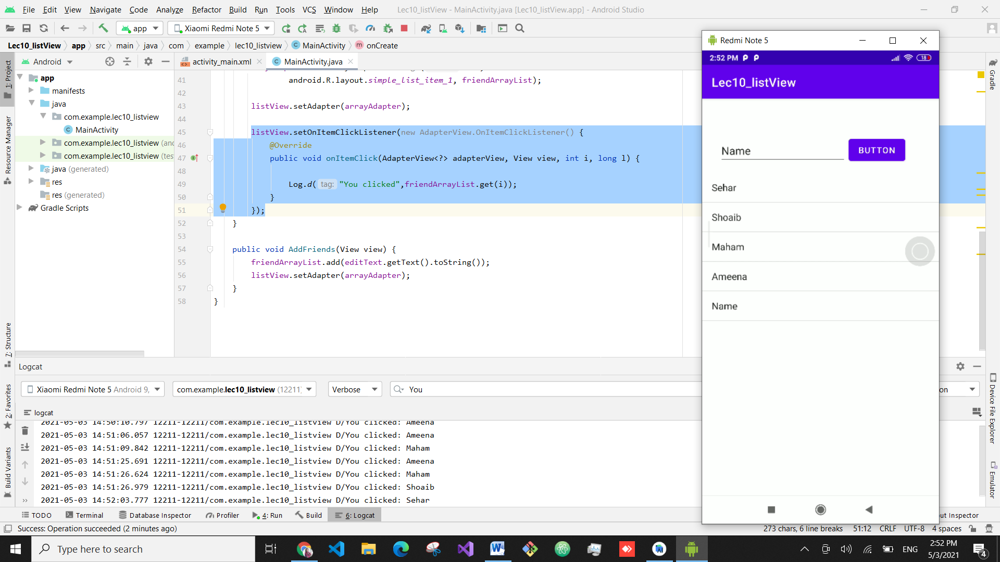 File Edit View Navigate Code Analyze Refactor Build Run Tools VCS Window Help Lec10_listView - MainActivity.java [Lec10_listView.app] - Android Studio
app Xiaomi Redmi Note 5
Lec10_listView app src main java com example lec10_listview MainActivity onCreate
Android
activity_main.xml MainActivity.java
1: Project
Resource Manager
7: Structure
2: Favorites
Build Variants
app
manifests
java
com.example.lec10_listview
MainActivity
com.example.lec10_listview (anc
com.example.lec10_listview (tes
java (generated)
res
res (generated)
Gradle Scripts
41 android.R.layout.simple_list_item_1, friendArrayList);
42
43 listView.setAdapter(arrayAdapter);
44
45 listView.setOnItemClickListener(new AdapterView.OnItemClickListener() {
46 @Override
47 public void onItemClick(AdapterView<?> adapterView, View view, int i, long l) {
48
49 Log.d( tag: "You clicked",friendArrayList.get(i));
50 }
51 });
52 }
53
54 public void AddFriends(View view) {
55 friendArrayList.add(editText.getText().toString());
56 listView.setAdapter(arrayAdapter);
57 }
58 }
Redmi Note 5
2:52 PM 18
Lec10_listView
Name BUTTON
Sehar
Shoaib
Maham
Ameena
Name
Gradle
Device File Explorer
Emulator
Logcat
Xiaomi Redmi Note 5 Android 9, com.example.lec10_listview (12211) Verbose You on
logcat
2021-05-03 14:50:10.797 12211-12211/com.example.lec10_listview D/You clicked: Ameena
2021-05-03 14:51:06.057 12211-12211/com.example.lec10_listview D/You clicked: Ameena
2021-05-03 14:51:09.842 12211-12211/com.example.lec10_listview D/You clicked: Maham
2021-05-03 14:51:25.691 12211-12211/com.example.lec10_listview D/You clicked: Ameena
2021-05-03 14:51:26.624 12211-12211/com.example.lec10_listview D/You clicked: Maham
2021-05-03 14:51:26.979 12211-12211/com.example.lec10_listview D/You clicked: Shoaib
2021-05-03 14:52:03.777 12211-12211/com.example.lec10_listview D/You clicked: Sehar
TODO Terminal Database Inspector Profiler 4: Run Build 6: Logcat out Inspector
Success: Operation succeeded (2 minutes ago) 273 chars, 6 line breaks 51:12 CRLF UTF-8 4 spaces
Type here to search ENG 2:52 PM
5/3/2021 4